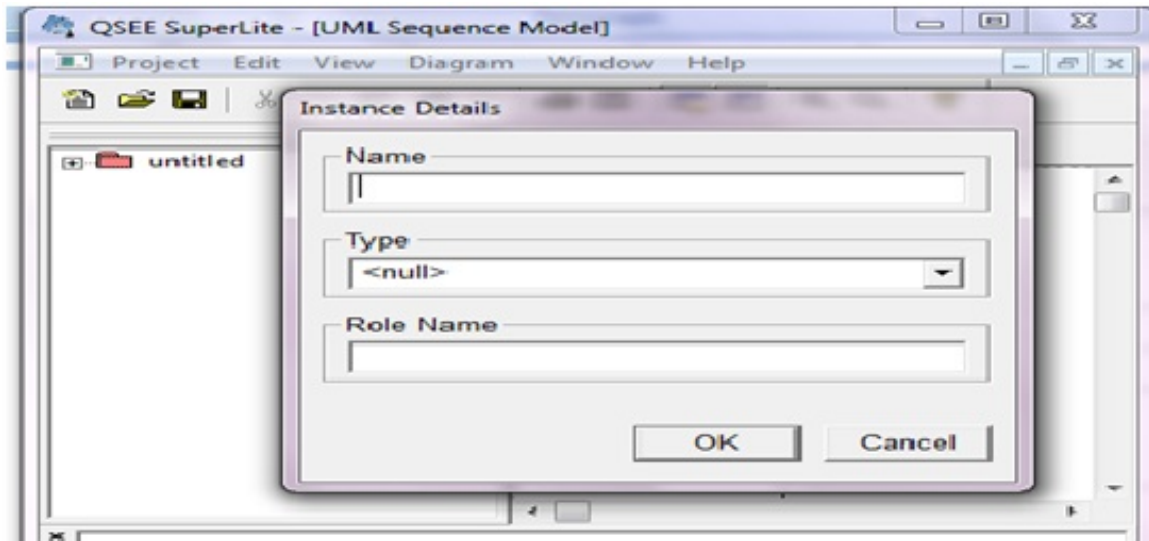 QSEE SuperLite - [UML Sequence Model]
Project Edit View Diagram Window Help
Instance Details
untitled
Name
Type
<null>
Role Name
OK Cancel